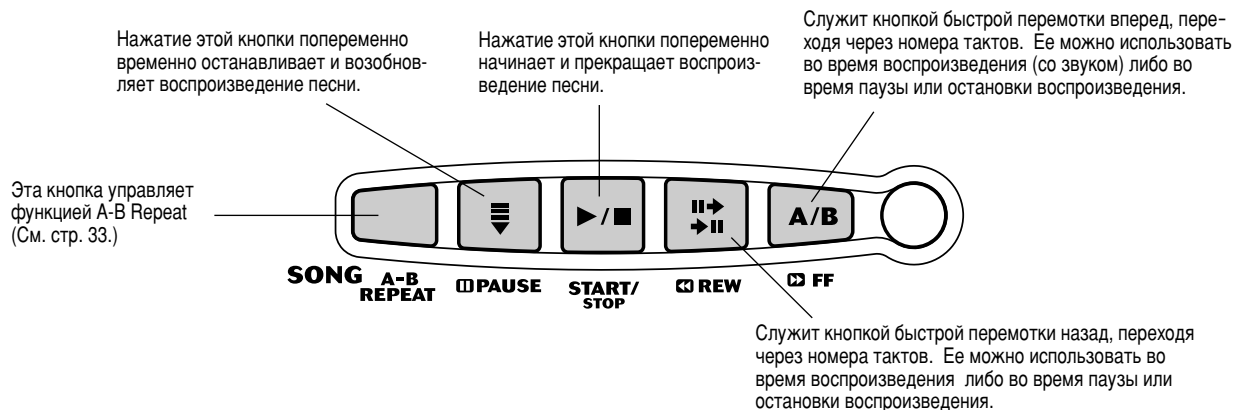 Служит кнопкой быстрой перемотки вперед, пере-
ходя через номера тактов. Ее можно использовать
во время воспроизведения (со звуком) либо во
время паузы или остановки воспроизведения.
Нажатие этой кнопки попеременно
временно останавливает и возобнов-
ляет воспроизведение песни.
Нажатие этой кнопки попеременно
начинает и прекращает воспроиз-
ведение песни.
Эта кнопка управляет
функцией A-B Repeat
(См. стр. 33.)
A/B
SONG A-B REPEAT
PAUSE
START/
STOP
REW
FF
Служит кнопкой быстрой перемотки назад, переходя
через номера тактов. Ее можно использовать во
время воспроизведения либо во время паузы или
остановки воспроизведения.